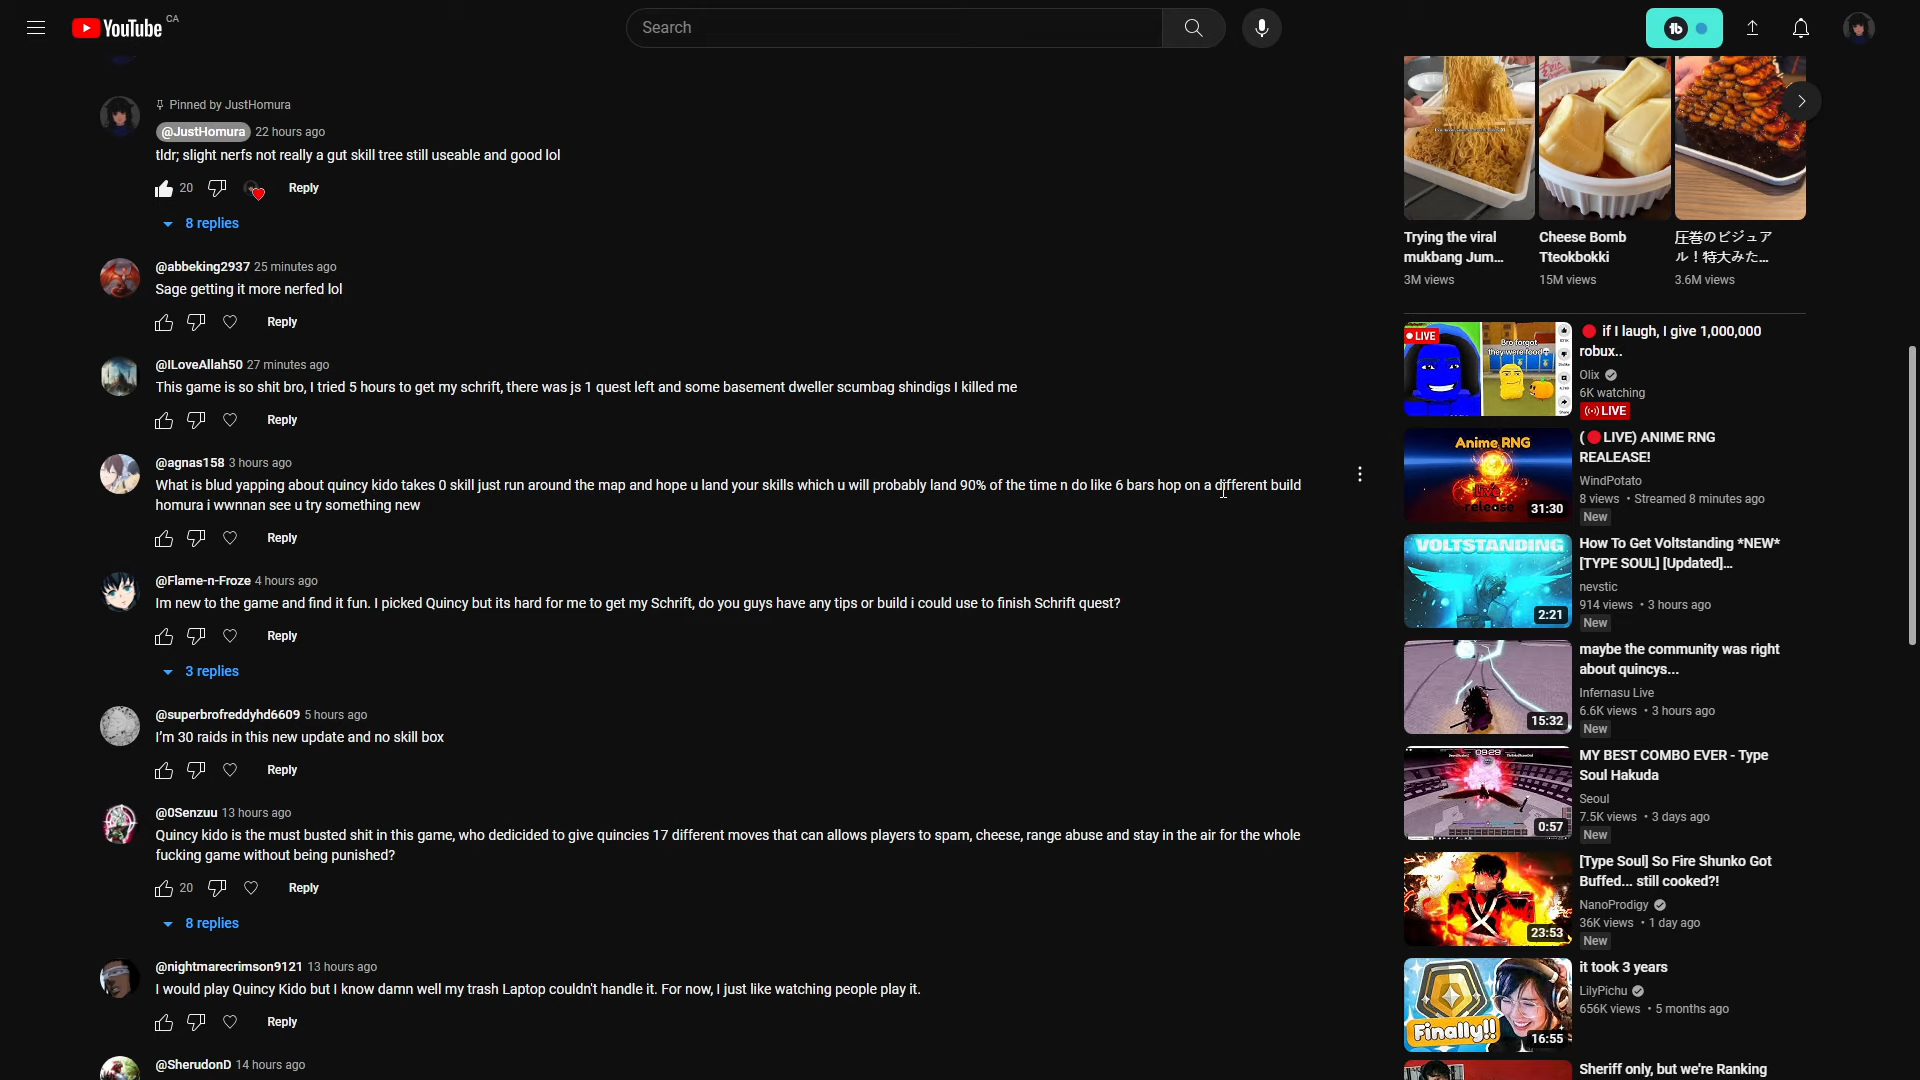 YouTube CA
Search
Pinned by JustHomura
@JustHomura 22 hours ago
tldr; slight nerfs not really a gut skill tree still useable and good lol
20 Reply
8 replies
@abbeking2937 25 minutes ago
Sage getting it more nerfed lol
Reply
@ILoveAllah50 27 minutes ago
This game is so shit bro, I tried 5 hours to get my schrift, there was js 1 quest left and some basement dweller scumbag shindigs I killed me
Reply
@agnas158 3 hours ago
What is blud yapping about quincy kido takes 0 skill just run around the map and hope u land your skills which u will probably land 90% of the time n do like 6 bars hop on a different build
homura i wwnnan see u try something new
Reply
@Flame-n-Froze 4 hours ago
Im new to the game and find it fun. I picked Quincy but its hard for me to get my Schrift, do you guys have any tips or build i could use to finish Schrift quest?
Reply
3 replies
@superbrofreddyhd6609 5 hours ago
I'm 30 raids in this new update and no skill box
Reply
@0Senzuu 13 hours ago
Quincy kido is the must busted shit in this game, who dedicided to give quincies 17 different moves that can allows players to spam, cheese, range abuse and stay in the air for the whole
fucking game without being punished?
20 Reply
8 replies
@nightmarecrimson9121 13 hours ago
I would play Quincy Kido but I know damn well my trash Laptop couldn't handle it. For now, I just like watching people play it.
Reply
@SherudonD 14 hours ago
Trying the viral
mukbang Jum...
3M views
Cheese Bomb
Tteokbokki
15M views
圧巻のビジュア
ル！特大みた...
3.6M views
LIVE
Bro forgot
they were food
if I laugh, I give 1,000,000
robux..
Olix
6K watching
LIVE
Anime RNG
Live
release
31:30
(🔴LIVE) ANIME RNG
REALEASE!
WindPotato
8 views • Streamed 8 minutes ago
New
VOLTSTANDING
2:21
How To Get Voltstanding *NEW*
[TYPE SOUL] [Updated]...
nevstic
914 views • 3 hours ago
New
15:32
maybe the community was right
about quincys...
Infernasu Live
6.6K views • 3 hours ago
New
09:29
0:57
MY BEST COMBO EVER - Type
Soul Hakuda
Seoul
7.5K views • 3 days ago
New
23:53
[Type Soul] So Fire Shunko Got
Buffed... still cooked?!
NanoProdigy
36K views • 1 day ago
New
Finally!!
16:55
it took 3 years
LilyPichu
656K views • 5 months ago
Sheriff only, but we're Ranking